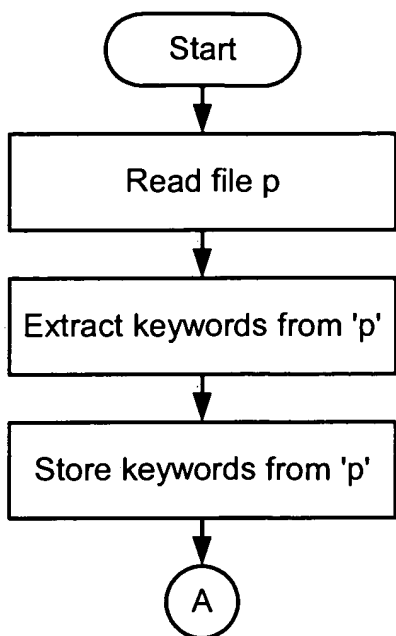 Start
Read file p
Extract keywords from 'p'
Store keywords from 'p'
A